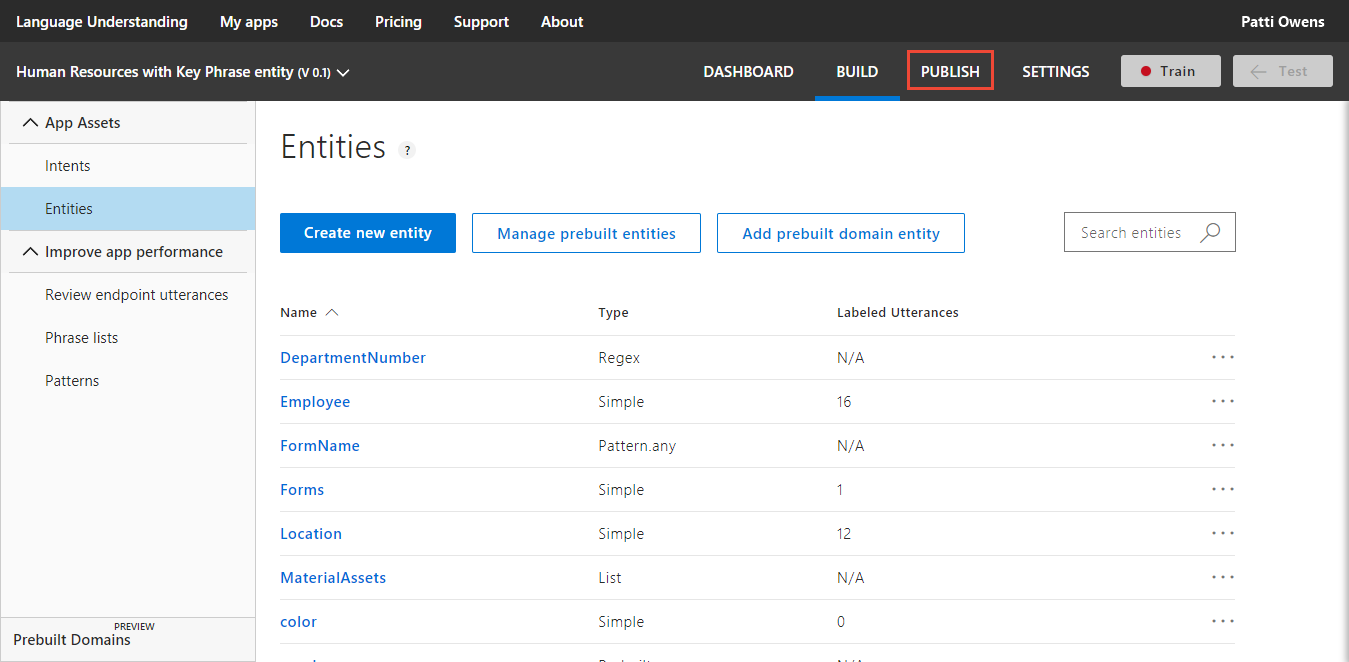 Language Understanding My apps Docs Pricing Support About Patti Owens
Human Resources with Key Phrase entity (V 0.1) DASHBOARD BUILD PUBLISH SETTINGS Train Test
App Assets
Intents
Entities
Improve app performance
Review endpoint utterances
Phrase lists
Patterns
PREVIEW
Prebuilt Domains
Entities ?
Create new entity Manage prebuilt entities Add prebuilt domain entity Search entities
Name Type Labeled Utterances
DepartmentNumber Regex N/A ...
Employee Simple 16 ...
FormName Pattern.any N/A ...
Forms Simple 1 ...
Location Simple 12 ...
MaterialAssets List N/A ...
color Simple 0 ...